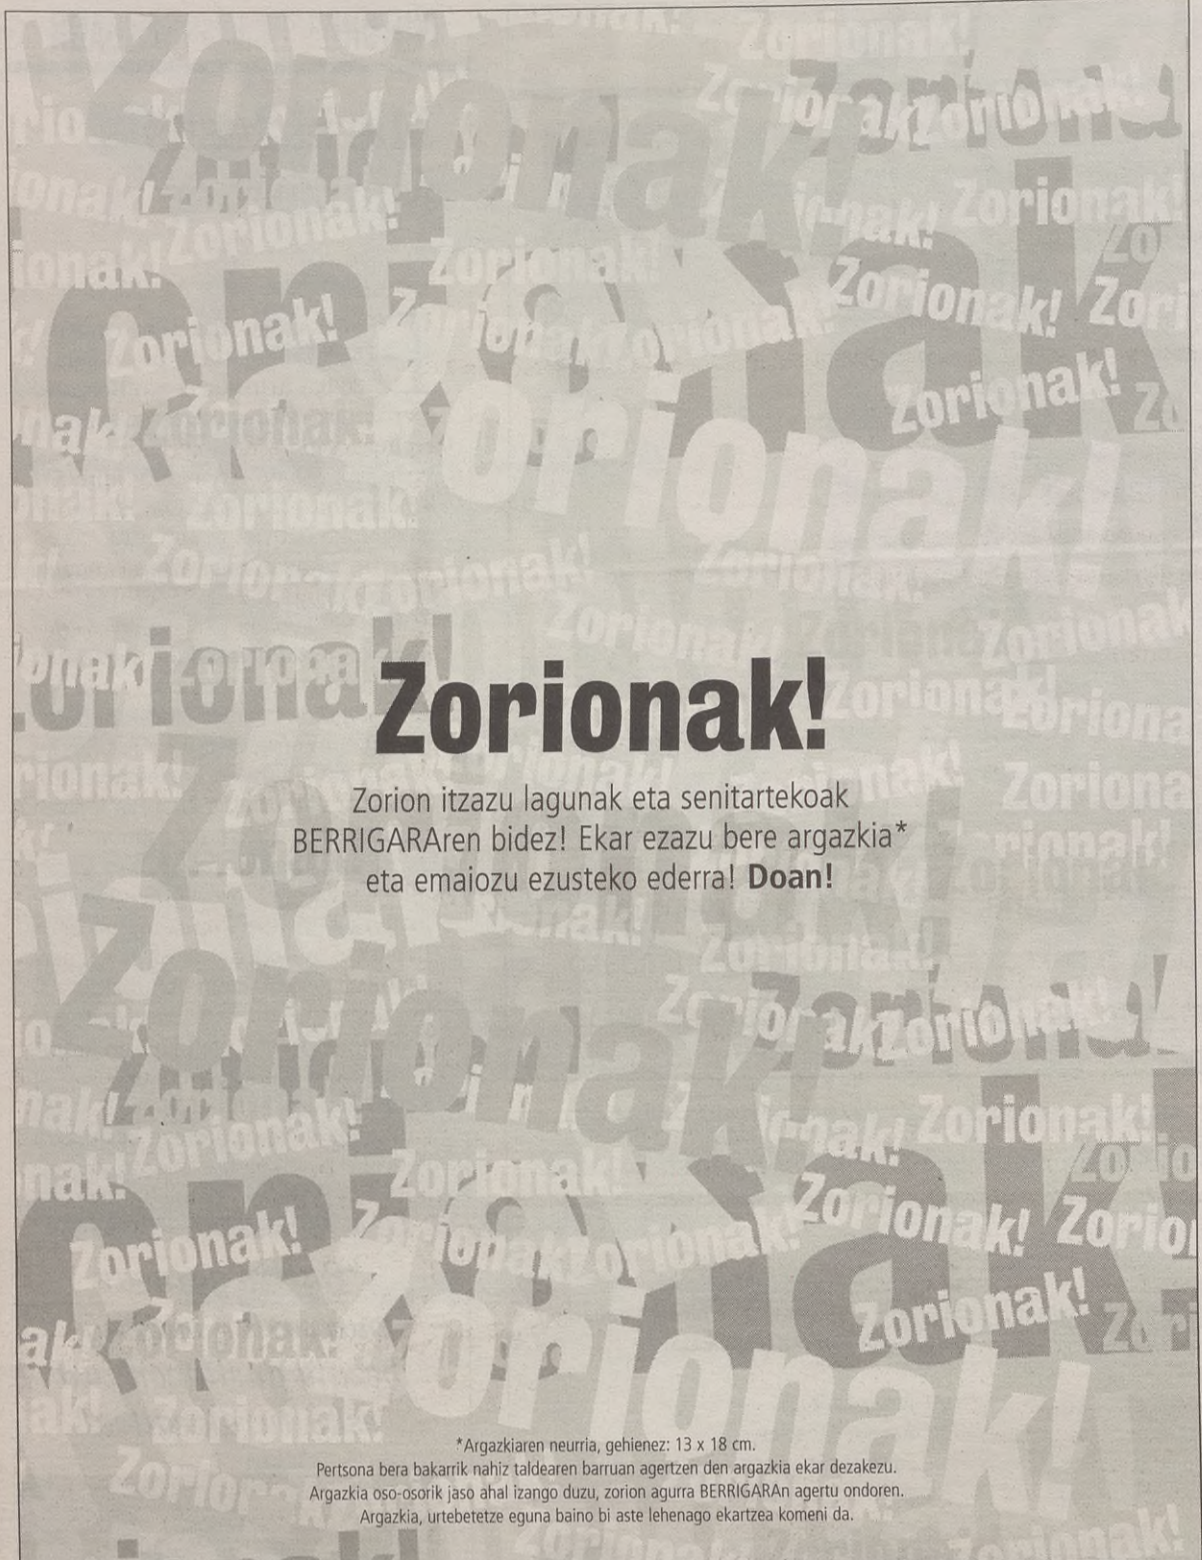 Zorionak!
Zorion itzazu lagunak eta senitartekoak
BERRIGARAren bidez! Ekar ezazu bere argazkia*
eta emaiozu ezusteko ederra! Doan!
*Argazkiaren neurria, gehienez: 13 x 18 cm.
Pertsona bera bakarrik nahiz taldearen barruan agertzen den argazkia ekar dezakezu.
Argazkia oso-osorik jaso ahal izango duzu, zorion agurra BERRIGARAn agertu ondoren.
Argazkia, urtebetetze eguna baino bi aste lehenago ekartzea komeni da.